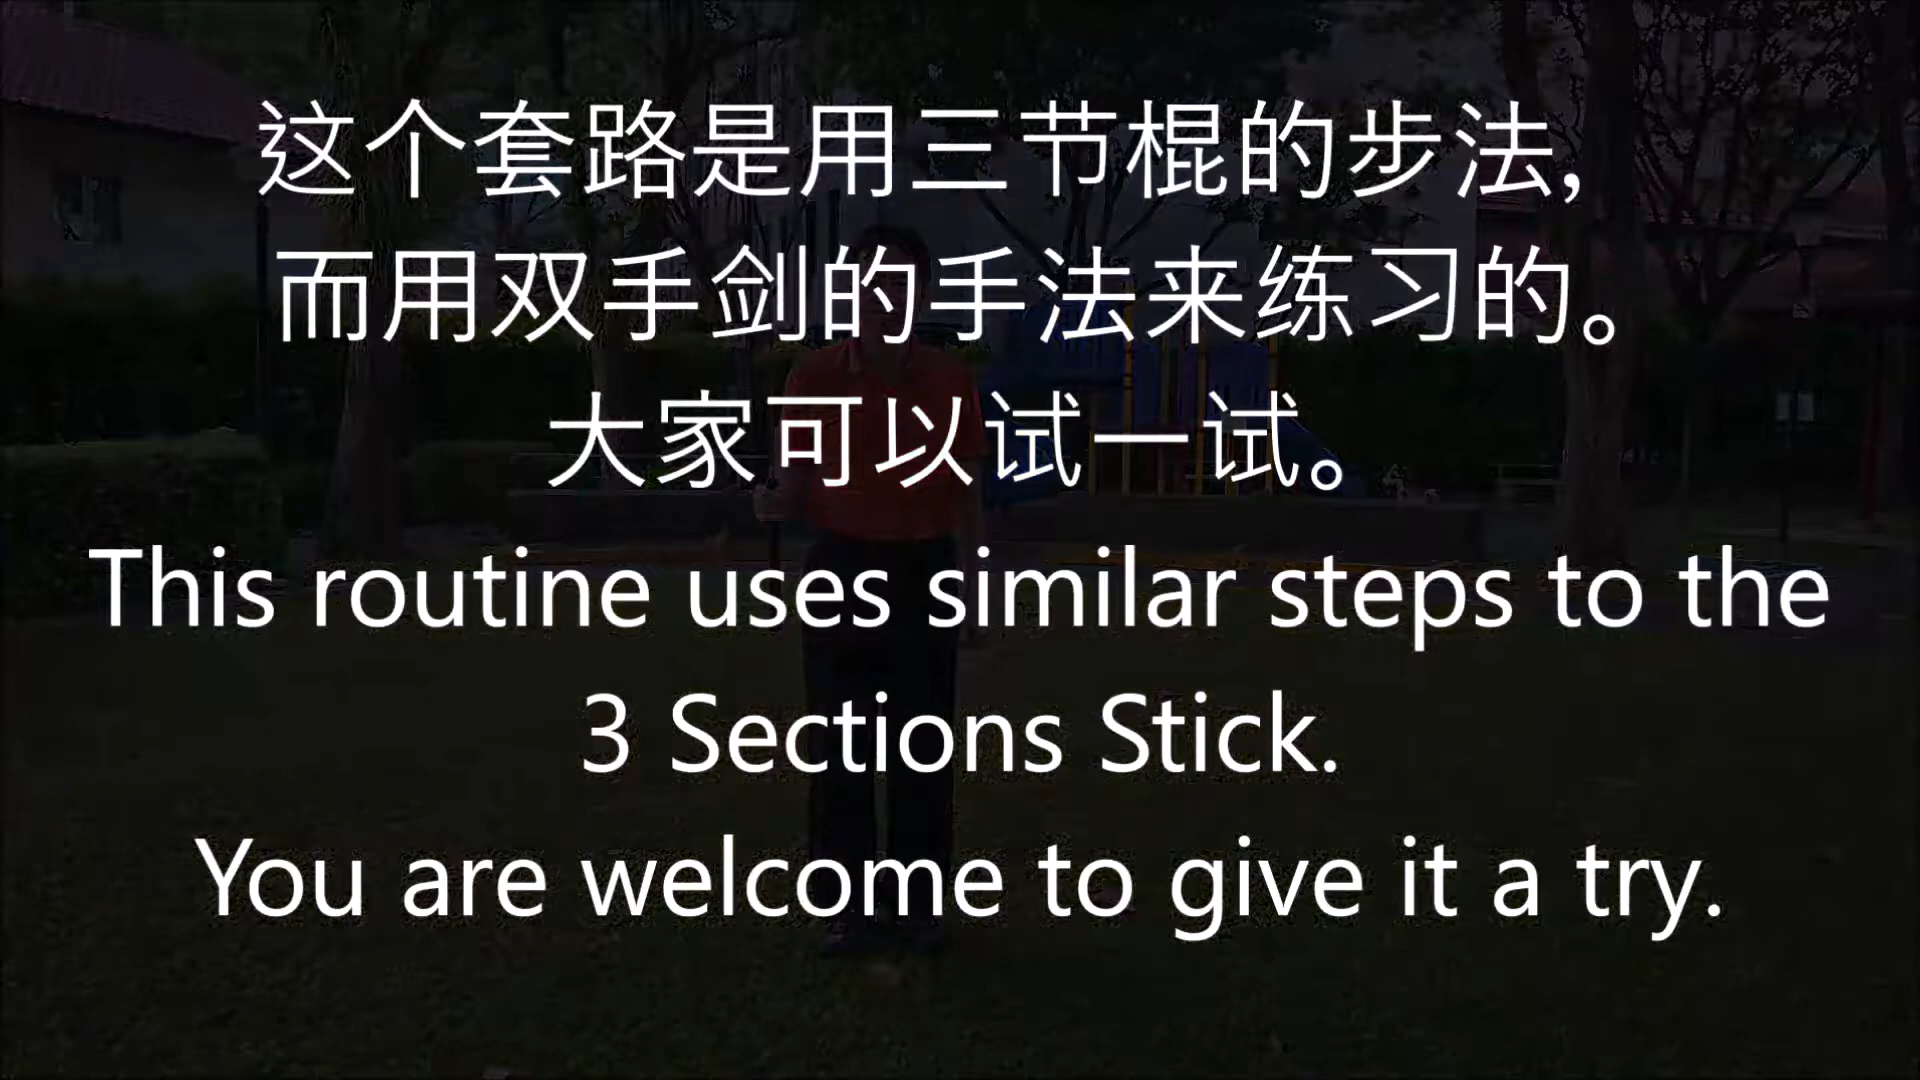 这个套路是用三节棍的步法,
而用双手剑的手法来练习的。
大家可以试一试。
This routine uses similar steps to the
3 Sections Stick.
You are welcome to give it a try.